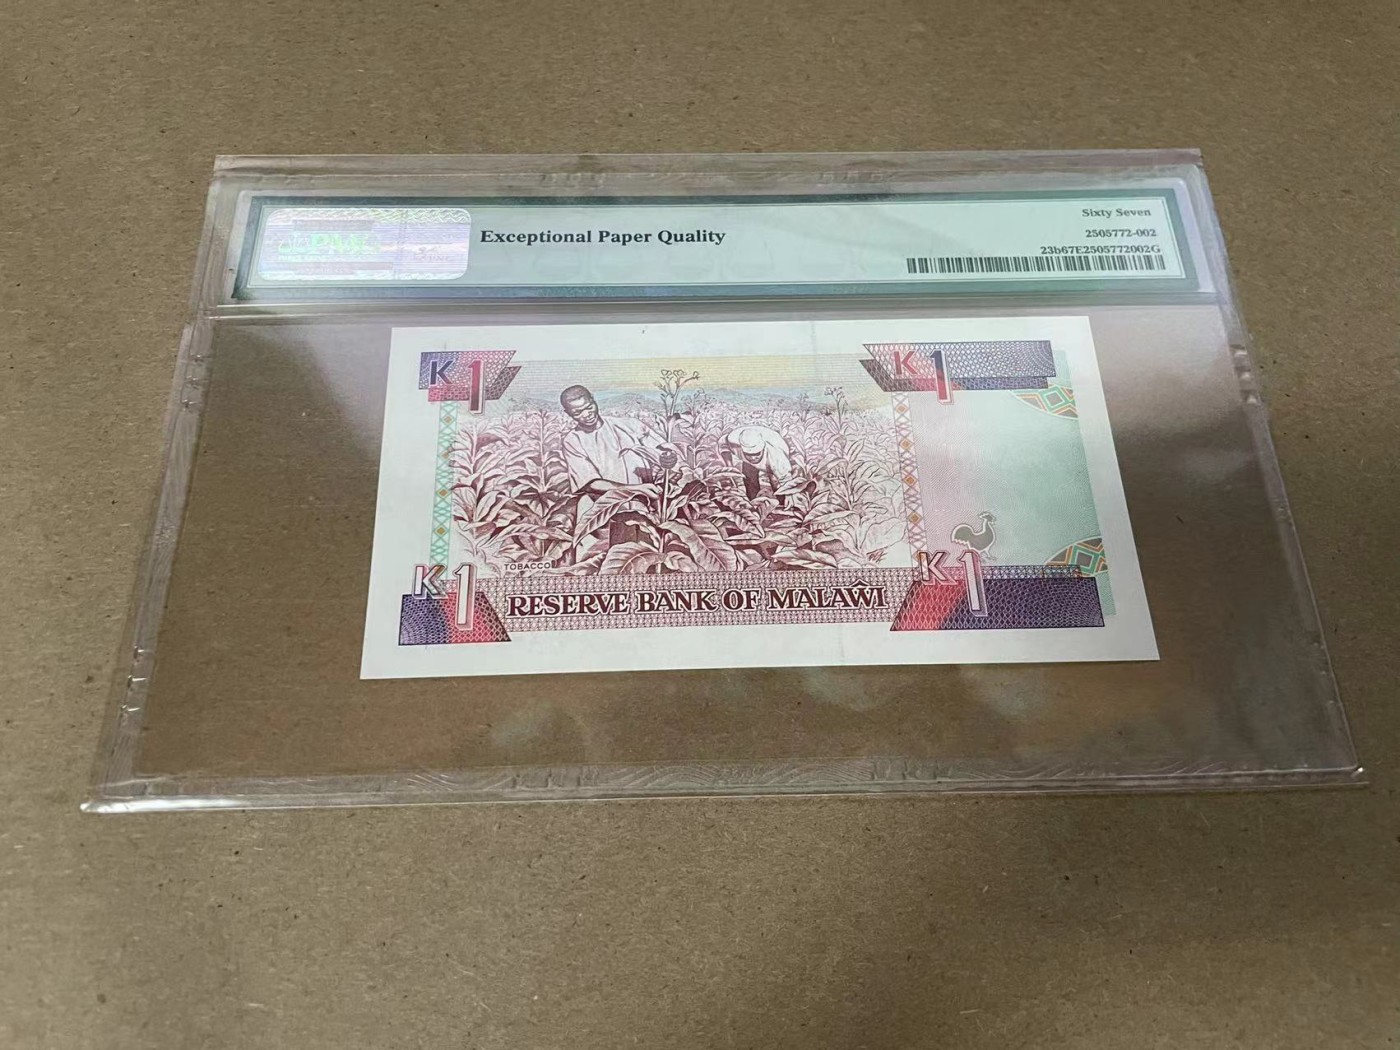 Exceptional Paper Quality
Sixty Seven
2505772-002
23b67E2505772002G
K1
K1
TOBACCO
K1
RESERVE BANK OF MALAŴI
K1